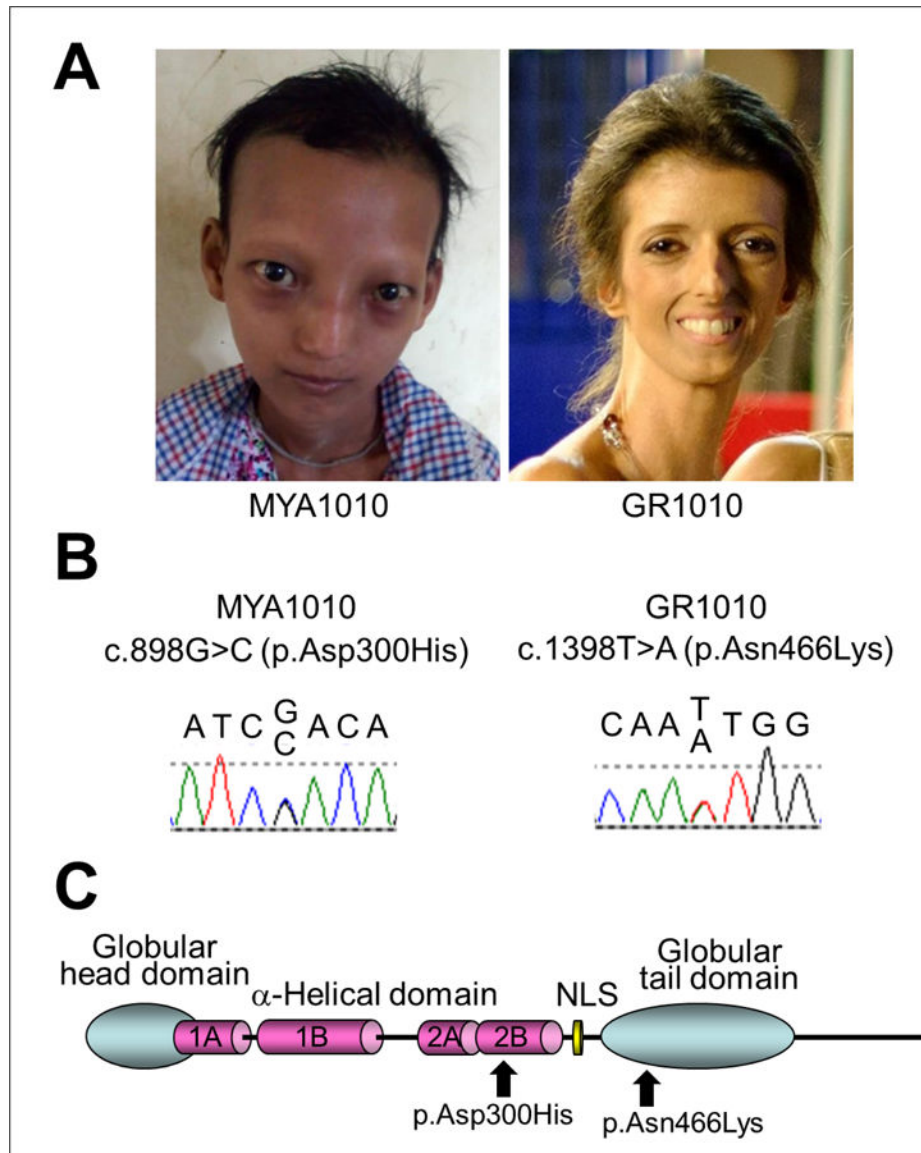 A
MYA1010
GR1010
B
MYA1010
c.898G>C (p.Asp300His)
A T C G A C A
C
GR1010
c.1398T>A (p.Asn466Lys)
C A A T T G G
A
C
Globular
head domain
α-Helical domain
NLS
Globular
tail domain
1A
1B
2A
2B
p.Asp300His
p.Asn466Lys